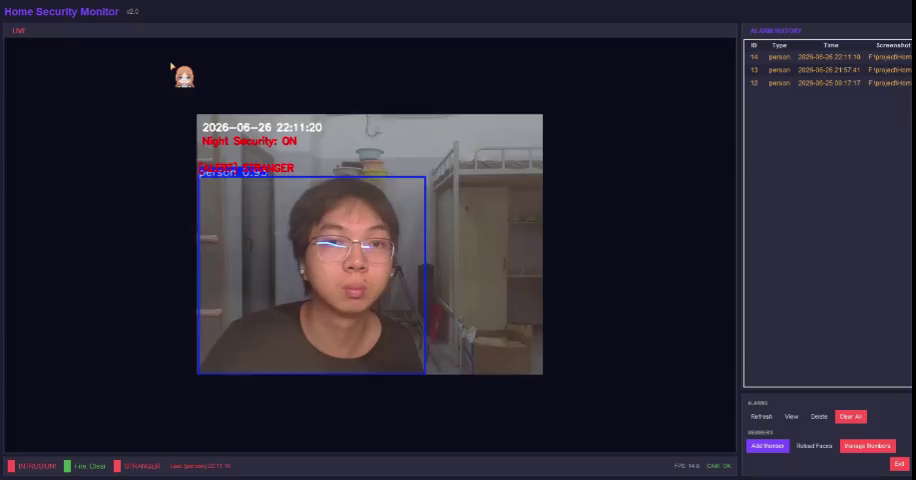 Home Security Monitor v2.0
LIVE
ALARM HISTORY
ID Type Time Screenshot
14 person 2026-06-26 22:11:10 F:\project\Hom
13 person 2026-06-26 21:57:41 F:\project\Hom
12 person 2026-06-25 09:17:17 F:\project\Hom
2026-06-26 22:11:20
Night Security: ON
[ALERT] STRANGER
person 0.93
ALARMS
Refresh View Delete Clear All
MEMBERS
Add Member Reload Faces Manage Members
Exit
INTRUSION! Fire: Clear STRANGER Last: [person] 22:11:10
FPS: 14.8 CAM: OK